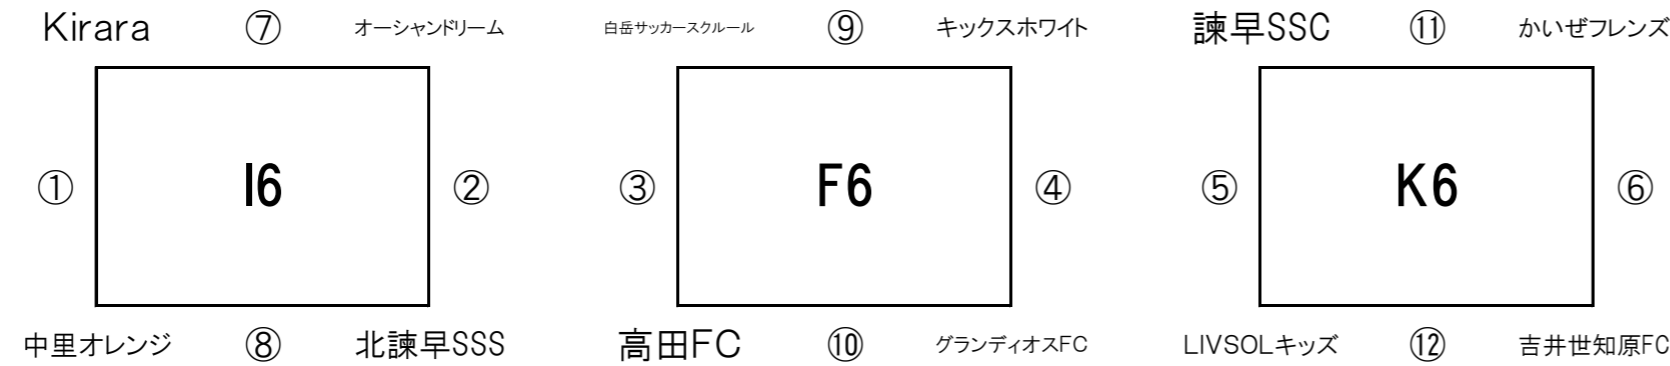 Kirara ⑦ オーシャンドリーム 白岳サッカースクルール ⑨ キックスホワイト 諫早SSC ⑪ かいぜフレンズ
① I6 ② ③ F6 ④ ⑤ K6 ⑥
中里オレンジ ⑧ 北諫早SSS 高田FC ⑩ グランディオスFC LIVSOLキッズ ⑫ 吉井世知原FC